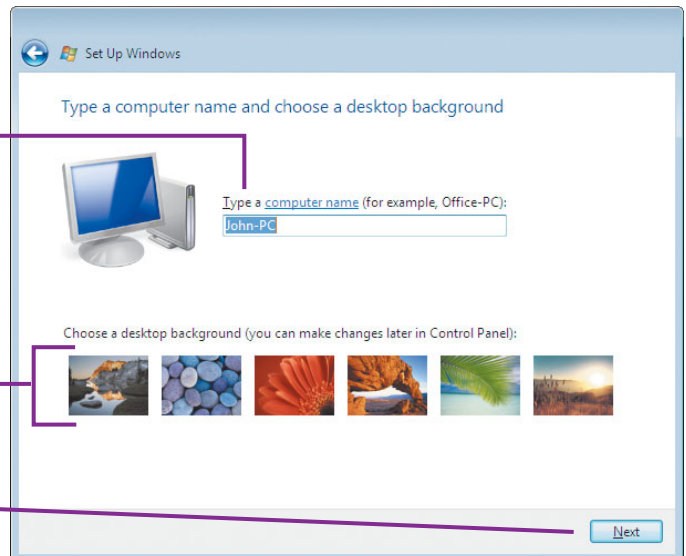 Set Up Windows
Type a computer name and choose a desktop background
Type a computer name (for example, Office-PC):
John-PC
Choose a desktop background (you can make changes later in Control Panel):
Next